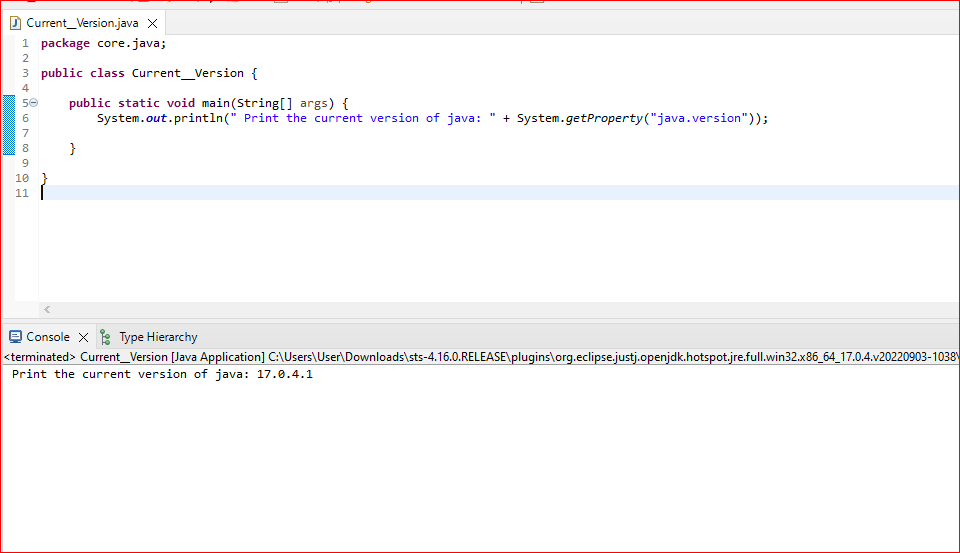 Current__Version.java
1 package core.java;
2
3 public class Current__Version {
4
5 public static void main(String[] args) {
6 System.out.println(" Print the current version of java: " + System.getProperty("java.version"));
7
8 }
9
10 }
11
Console Type Hierarchy
<terminated> Current__Version [Java Application] C:\Users\User\Downloads\sts-4.16.0.RELEASE\plugins\org.eclipse.justj.openjdk.hotspot.jre.full.win32.x86_64_17.0.4.v20220903-1038\
Print the current version of java: 17.0.4.1